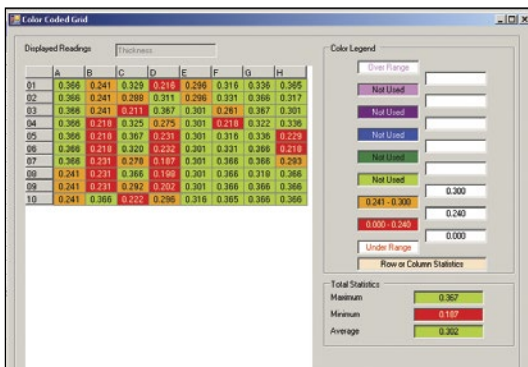 Color Coded Grid
Displayed Readings Thickness
A B C D E F G H
01 0.366 0.241 0.329 0.216 0.296 0.316 0.336 0.365
02 0.366 0.241 0.288 0.311 0.296 0.331 0.366 0.317
03 0.366 0.241 0.211 0.367 0.301 0.261 0.367 0.301
04 0.366 0.218 0.325 0.275 0.301 0.218 0.322 0.336
05 0.366 0.218 0.367 0.231 0.301 0.316 0.336 0.229
06 0.366 0.218 0.320 0.232 0.301 0.331 0.366 0.218
07 0.366 0.231 0.270 0.187 0.301 0.366 0.366 0.293
08 0.241 0.231 0.366 0.198 0.301 0.366 0.318 0.366
09 0.241 0.231 0.292 0.202 0.301 0.366 0.366 0.366
10 0.241 0.366 0.222 0.296 0.316 0.365 0.366 0.366
Color Legend
Over Range
Not Used
Not Used
Not Used
Not Used
Not Used
0.300
0.241 - 0.300
0.240
0.000 - 0.240
0.000
Under Range
Row or Column Statistics
Total Statistics
Maximum 0.367
Minimum 0.187
Average 0.302